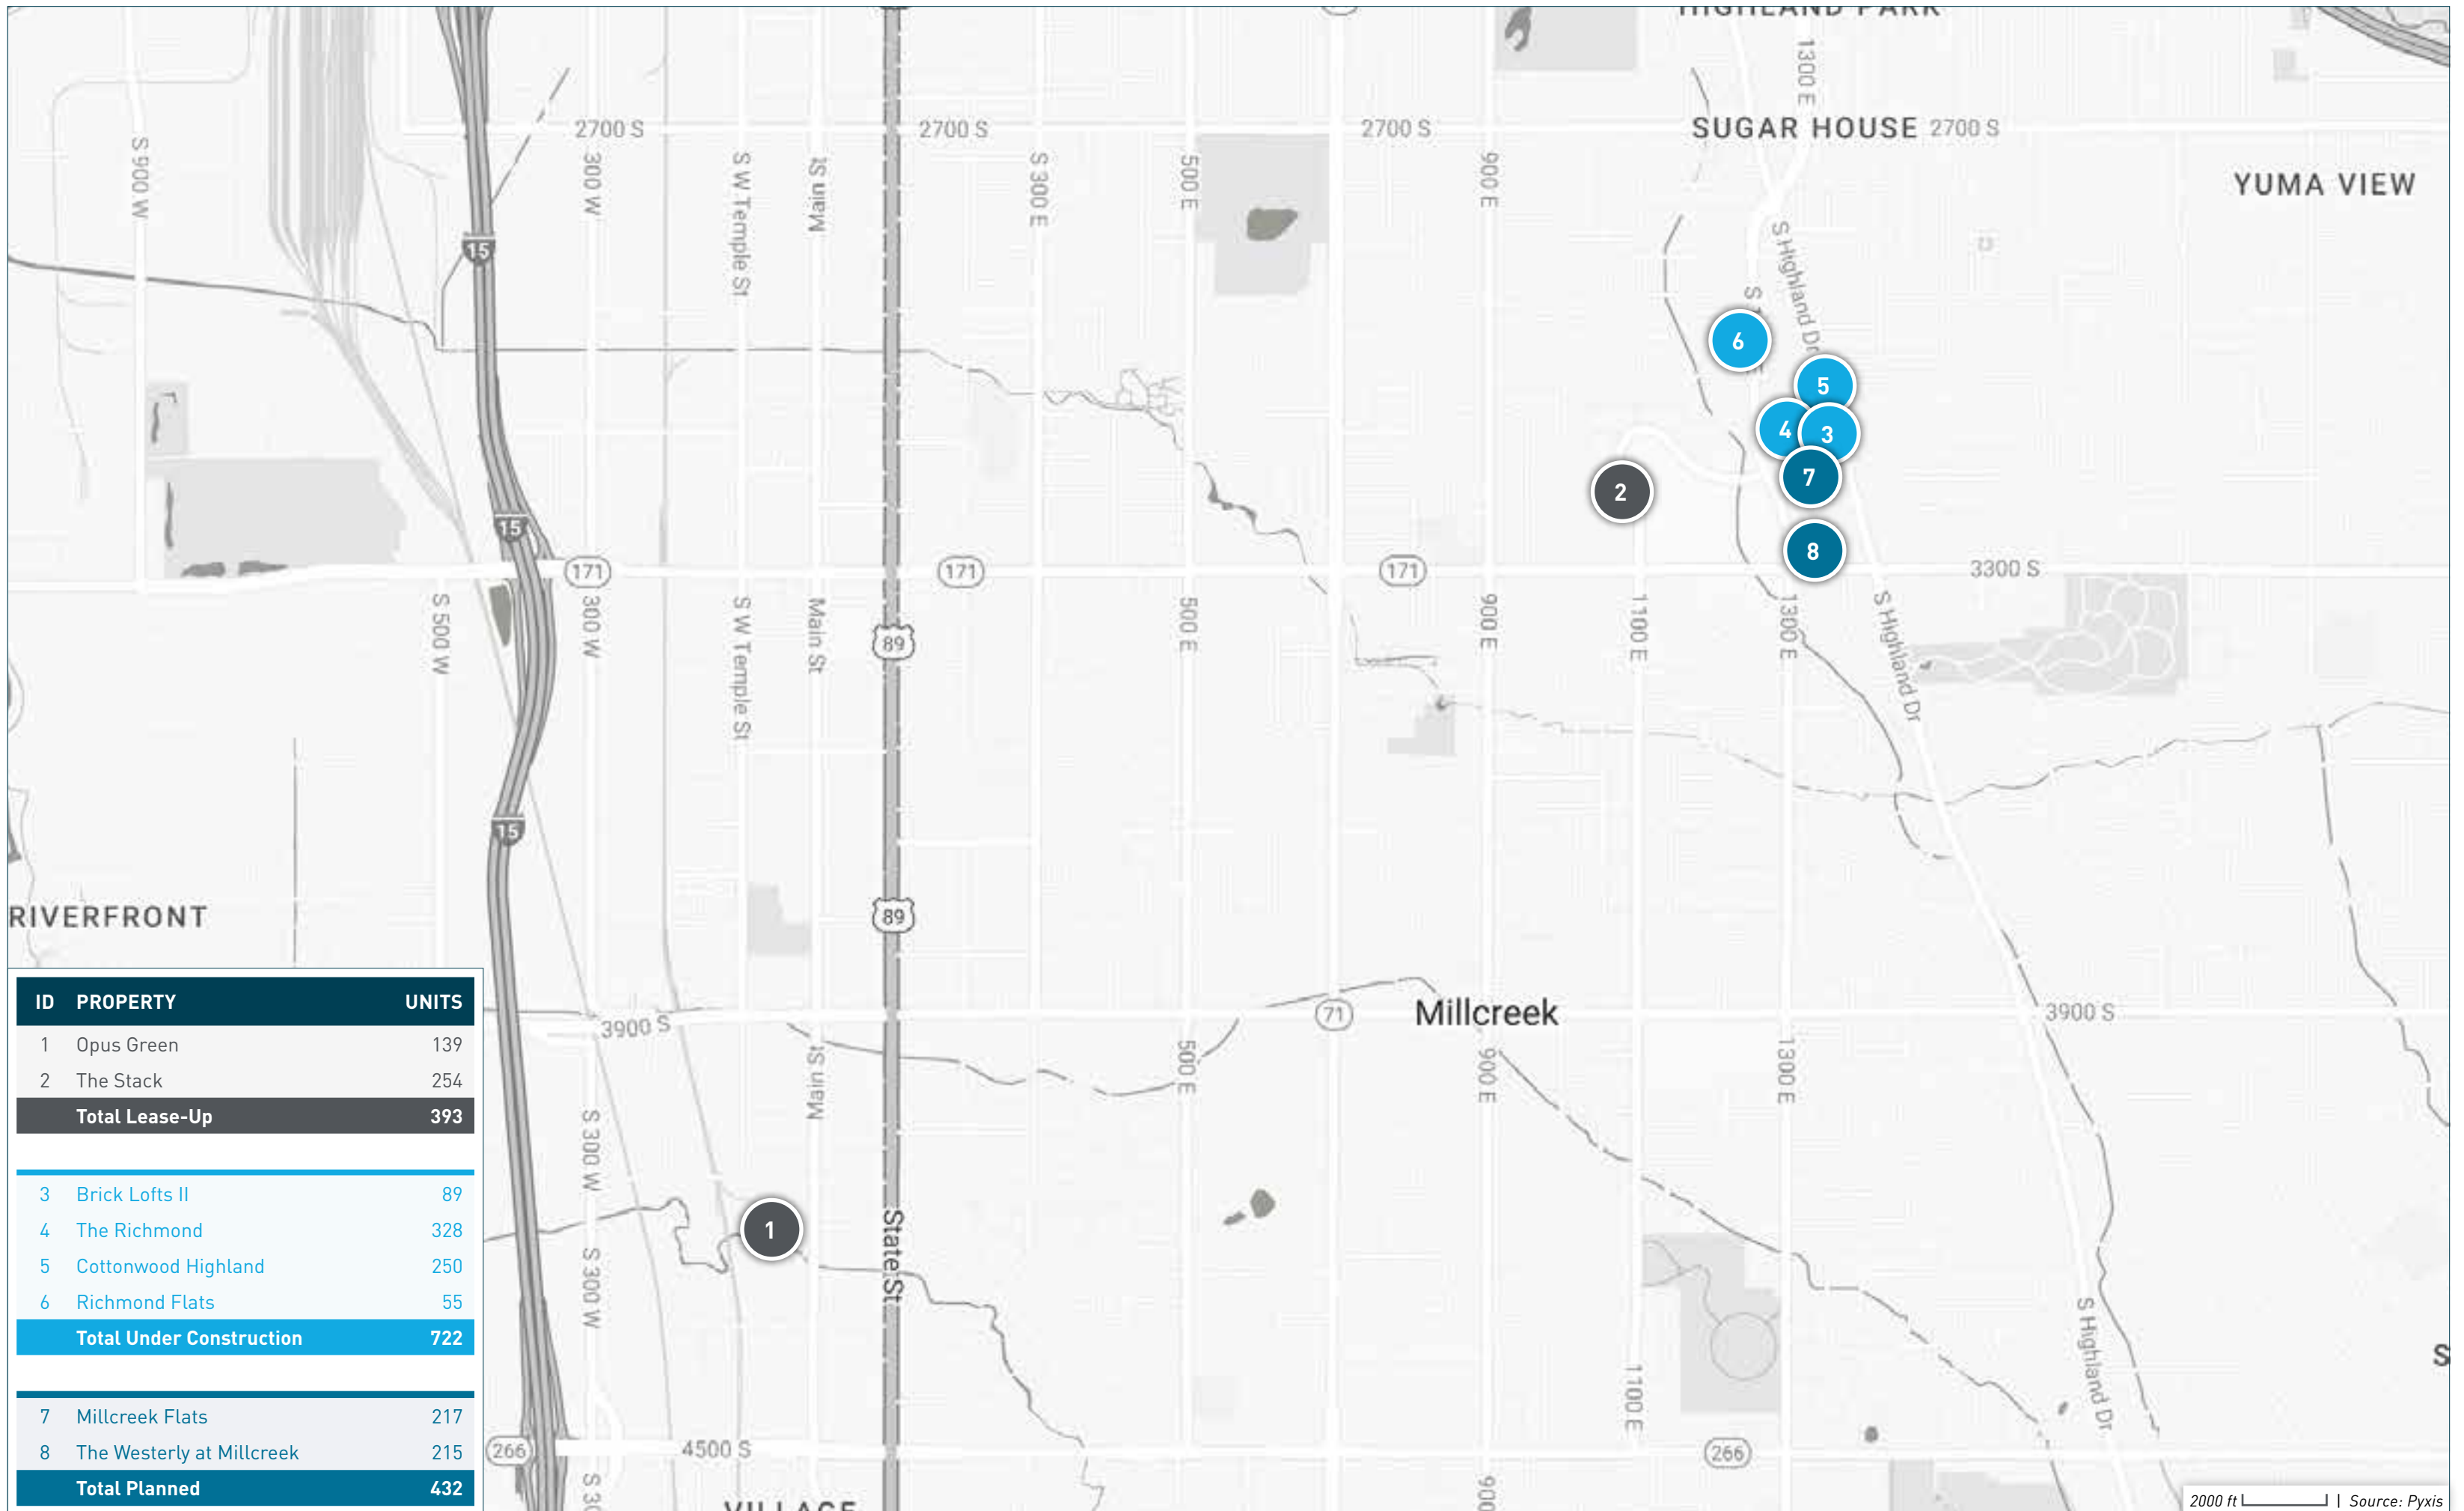 HIGHLAND PARK
1300 E
2700 S
2700 S
2700 S
SUGAR HOUSE 2700 S
S 900 W
300 W
S W Temple St
Main St
S 300 E
500 E
900 E
YUMA VIEW
S Highland Dr
15
6
5
4
3
7
2
8
15
171
171
171
3300 S
S 500 W
300 W
S W Temple St
Main St
89
500 E
900 E
1100 E
1300 E
S Highland Dr
15
RIVERFRONT
89
3900 S
71
Millcreek
3900 S
Main St
500 E
900 E
1300 E
S 300 W
1
State St
S 300 W
S Highland Dr
1100 E
S
266
4500 S
266
S 30
900
VILLAGE
ID PROPERTY UNITS
1 Opus Green 139
2 The Stack 254
Total Lease-Up 393
3 Brick Lofts II 89
4 The Richmond 328
5 Cottonwood Highland 250
6 Richmond Flats 55
Total Under Construction 722
7 Millcreek Flats 217
8 The Westerly at Millcreek 215
Total Planned 432
2000 ft | Source: Pyxis